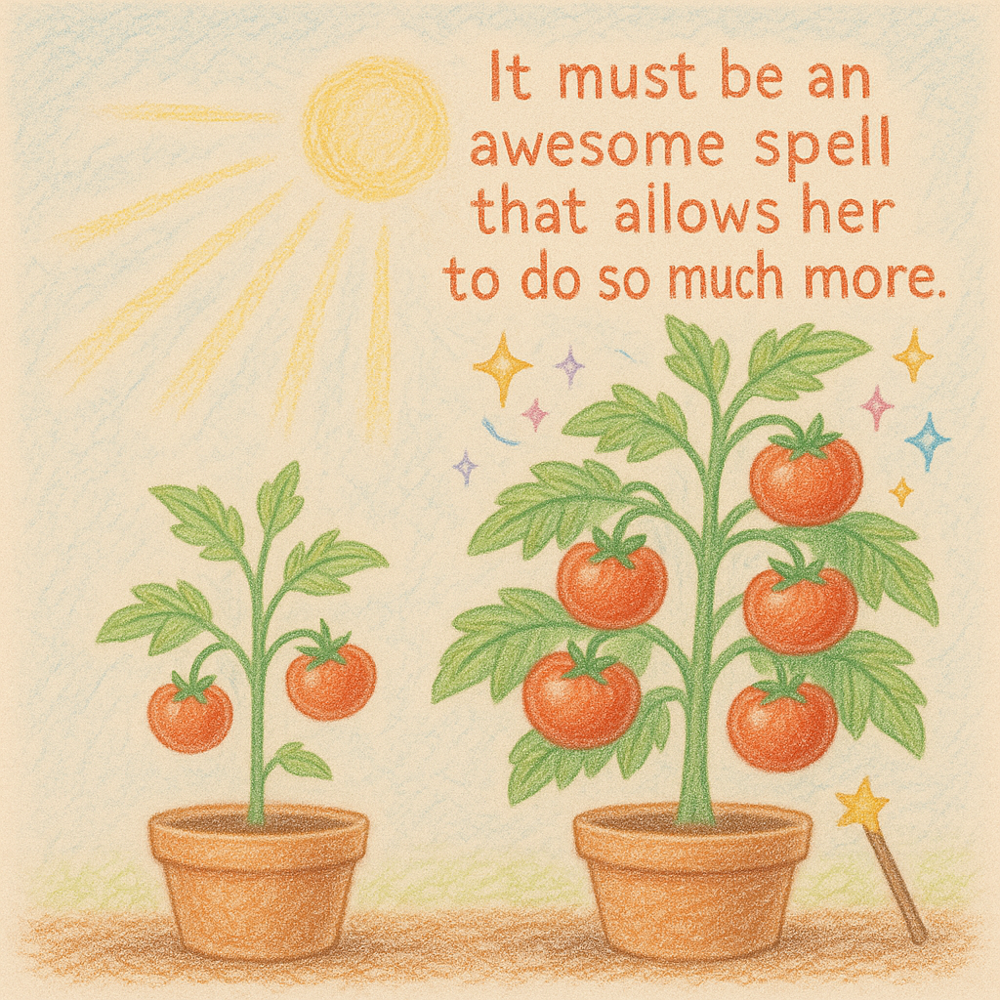 It must be an
awesome spell
that allows her
to do so much more.